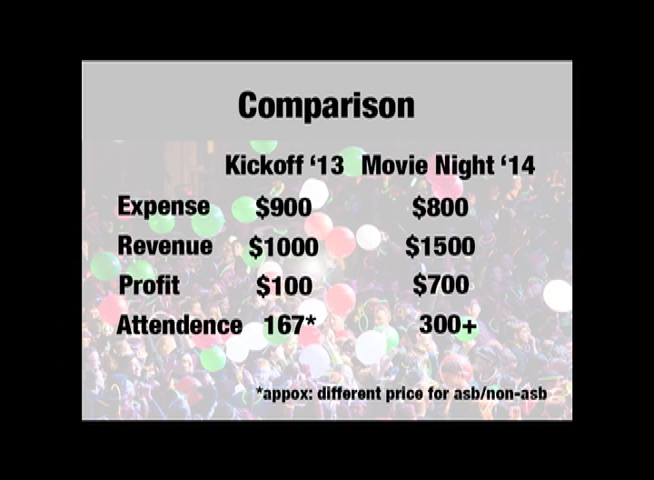 Comparison
Kickoff ‘13 Movie Night ‘14
Expense $900 $800
Revenue $1000 $1500
Profit $100 $700
Attendence 167* 300+
*appox: different price for asb/non-asb